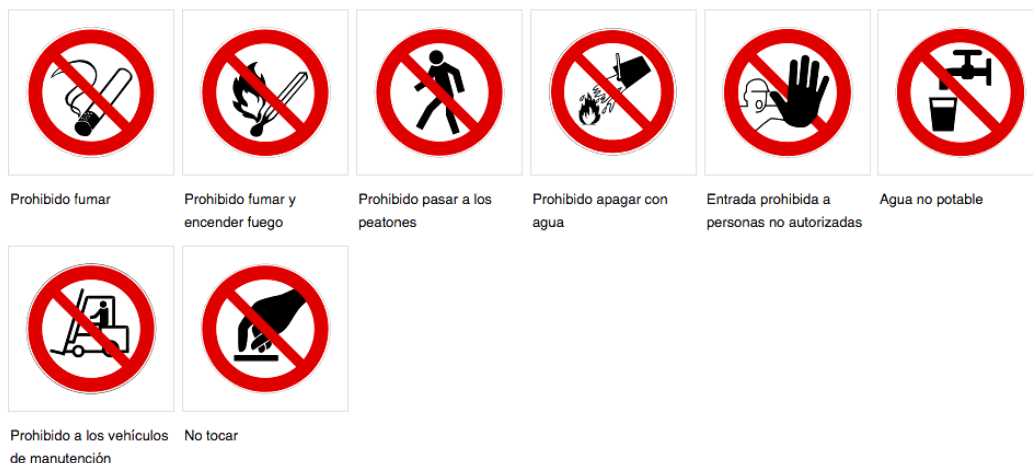 Prohibido fumar
Prohibido fumar y
encender fuego
Prohibido pasar a los
peatones
Prohibido apagar con
agua
Entrada prohibida a
personas no autorizadas
Agua no potable
Prohibido a los vehículos
de manutención
No tocar